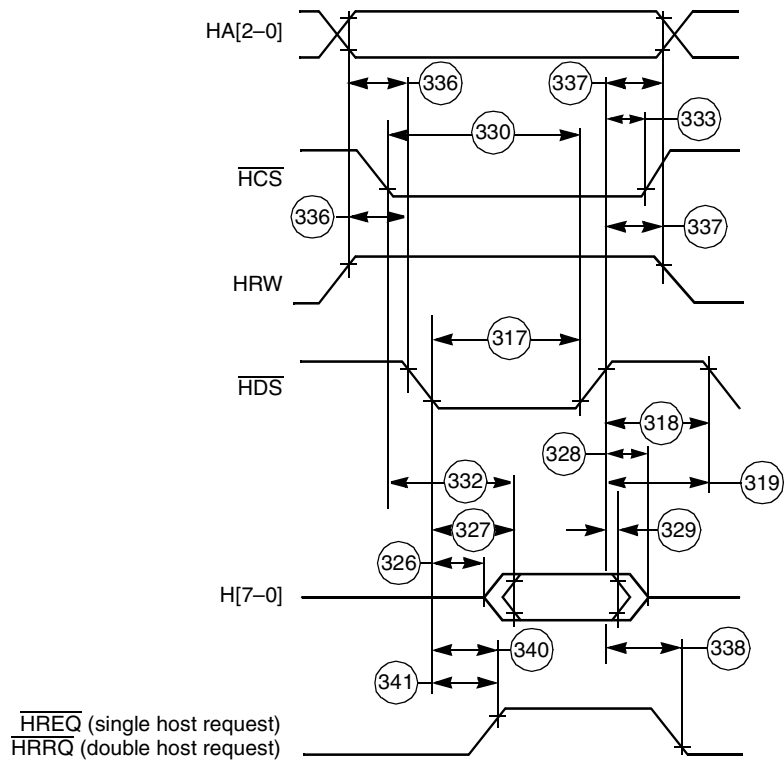 HA[2–0]
336
337
333
330
HCS
336
337
HRW
317
HDS
318
328
332
319
327
329
326
H[7–0]
340
338
341
HREQ (single host request)
HRRQ (double host request)